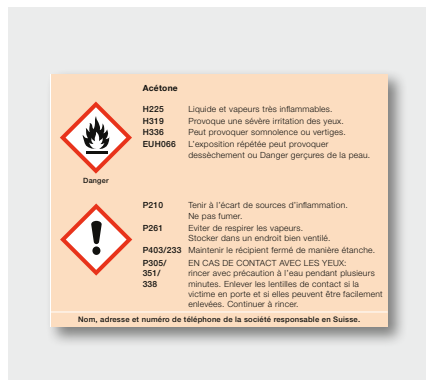 Acétone
H225 Liquide et vapeurs très inflammables.
H319 Provoque une sévère irritation des yeux.
H336 Peut provoquer somnolence ou vertiges.
EUH066 L'exposition répétée peut provoquer
dessèchement ou Danger gerçures de la peau.
Danger
P210 Tenir à l'écart de sources d'inflammation.
Ne pas fumer.
P261 Eviter de respirer les vapeurs.
Stocker dans un endroit bien ventilé.
P403/233 Maintenir le récipient fermé de manière étanche.
P305/ EN CAS DE CONTACT AVEC LES YEUX:
351/ rincer avec précaution à l'eau pendant plusieurs
338 minutes. Enlever les lentilles de contact si la
victime en porte et si elles peuvent être facilement
enlevées. Continuer à rincer.
Nom, adresse et numéro de téléphone de la société responsable en Suisse.